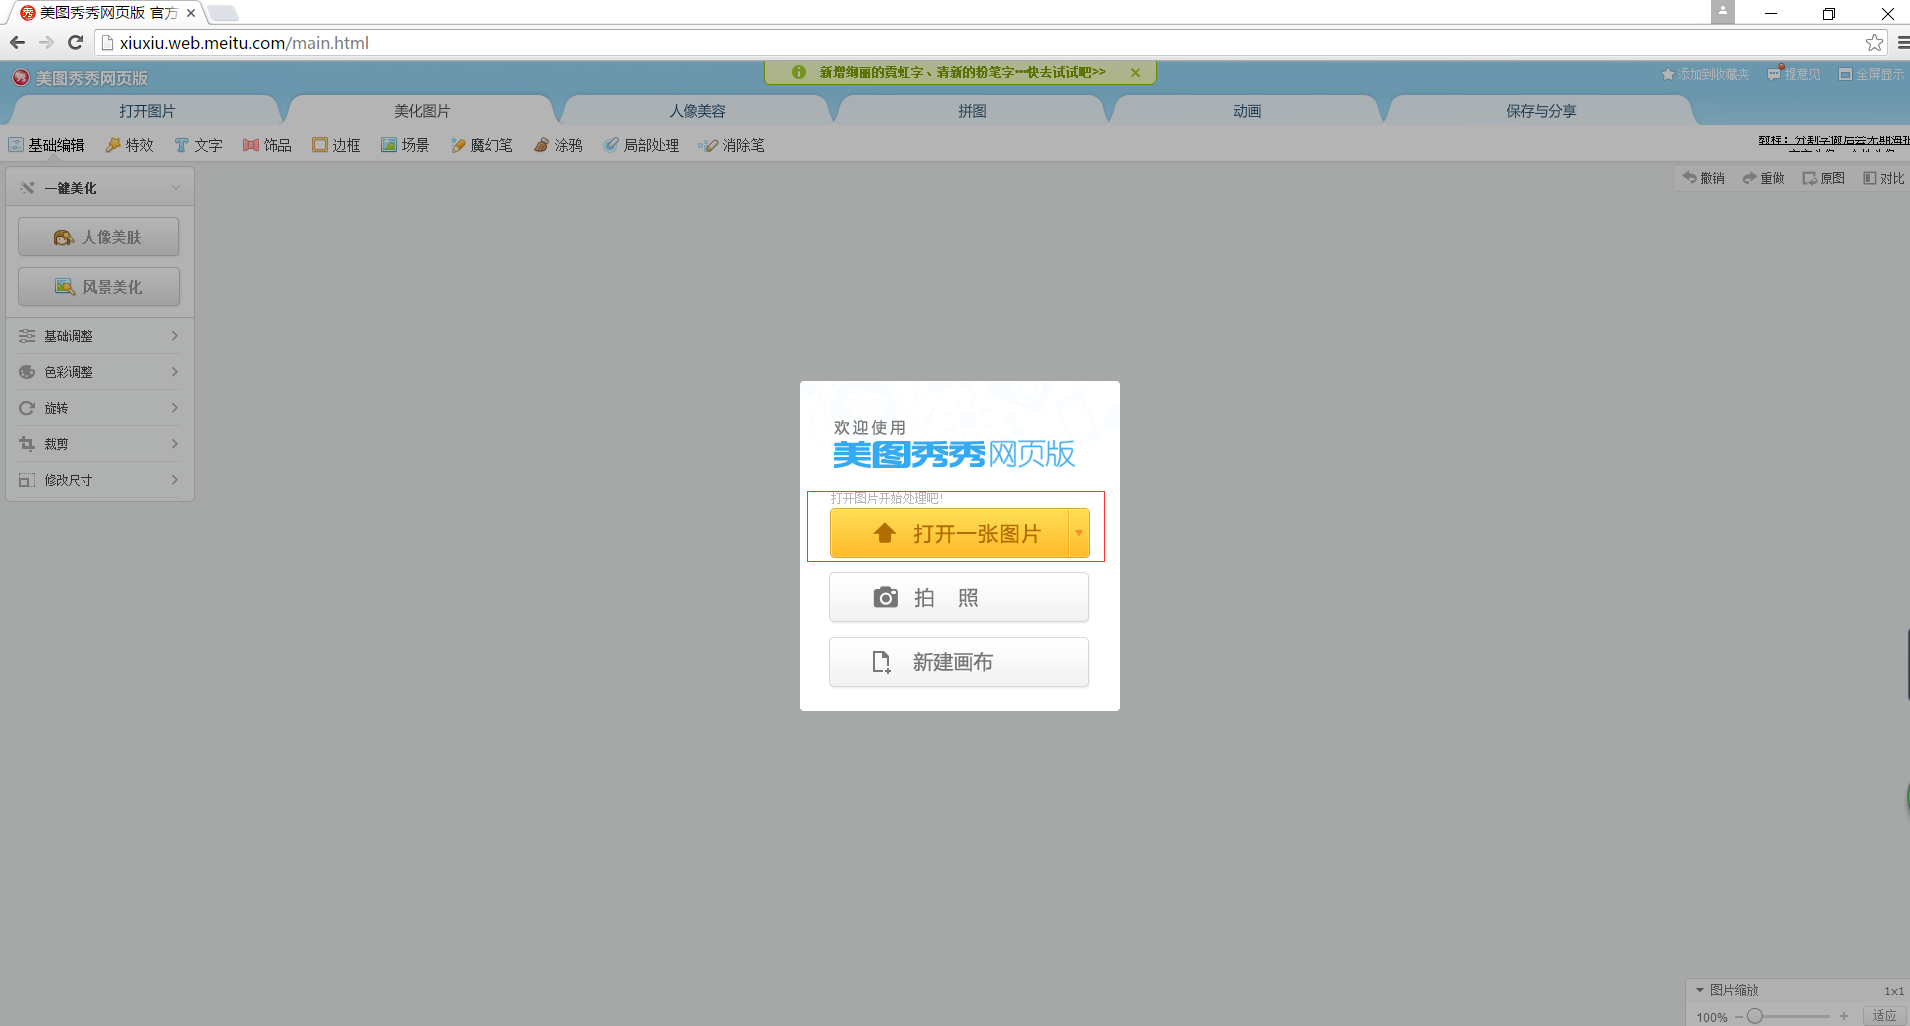 美图秀秀网页版 官方
xiuxiu.web.meitu.com/main.html
美图秀秀网页版
新增绚丽的霓虹字、清新的粉笔字…快去试试吧>>
添加到收藏夹 提意见 全屏显示
打开图片 美化图片 人像美容 拼图 动画 保存与分享
基础编辑 特效 文字 饰品 边框 场景 魔幻笔 涂鸦 局部处理 消除笔
一键美化
撤销 重做 原图 对比
人像美肤
风景美化
基础调整
色彩调整
旋转
裁剪
修改尺寸
欢迎使用
美图秀秀网页版
打开图片开始处理吧!
打开一张图片
拍 照
新建画布
图片缩放 1x1
100% 适应